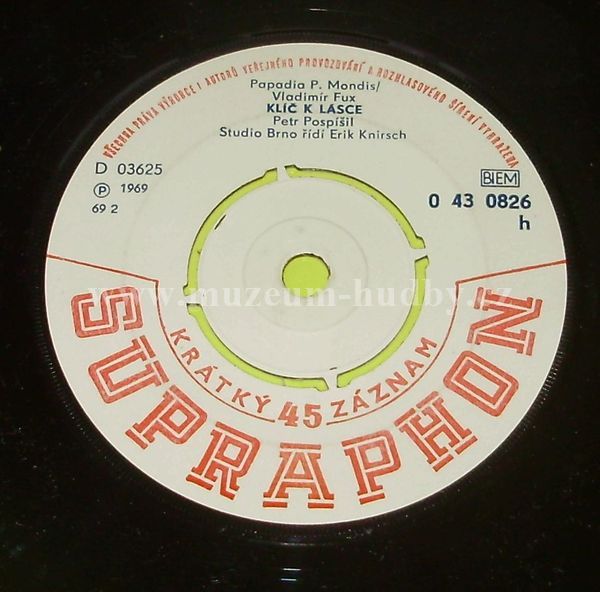 VŠECHNA PRÁVA VÝROBCE I AUTORŮ VEŘEJNÉHO PROVOZOVÁNÍ A ROZHLASOVÉHO ŠÍŘENÍ VYHRAŽENA
Papadia P. Mondis/
Vladimír Fux
KLÍČ K LÁSCE
Petr Pospíšil
Studio Brno řídí Erik Knirsch
D 03625
Ⓟ 1969
69 2
BIEM
0 43 0826
h
www.muzeum-hudby.cz
KRÁTKÝ 45 ZÁZNAM
SUPRAPHON